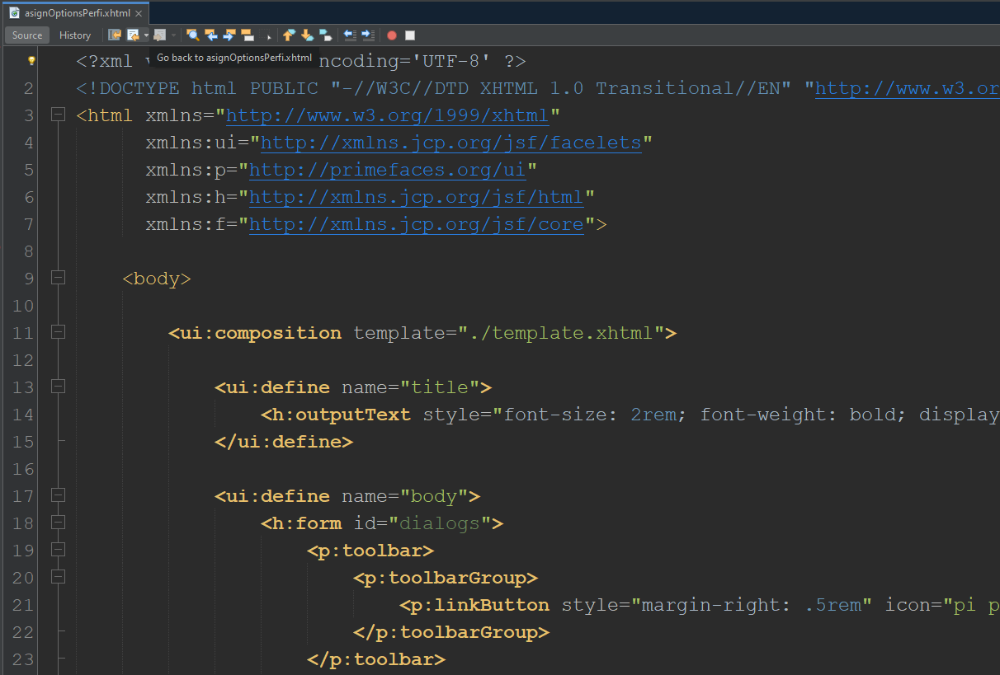 asignOptionsPerfi.xhtml
Source History
Go back to asignOptionsPerfi.xhtml
<?xml v ncoding='UTF-8' ?>
2 <!DOCTYPE html PUBLIC "-//W3C//DTD XHTML 1.0 Transitional//EN" "http://www.w3.or
3 <html xmlns="http://www.w3.org/1999/xhtml"
4 xmlns:ui="http://xmlns.jcp.org/jsf/facelets"
5 xmlns:p="http://primefaces.org/ui"
6 xmlns:h="http://xmlns.jcp.org/jsf/html"
7 xmlns:f="http://xmlns.jcp.org/jsf/core">
8
9 <body>
10
11 <ui:composition template="./template.xhtml">
12
13 <ui:define name="title">
14 <h:outputText style="font-size: 2rem; font-weight: bold; display
15 </ui:define>
16
17 <ui:define name="body">
18 <h:form id="dialogs">
19 <p:toolbar>
20 <p:toolbarGroup>
21 <p:linkButton style="margin-right: .5rem" icon="pi p
22 </p:toolbarGroup>
23 </p:toolbar>